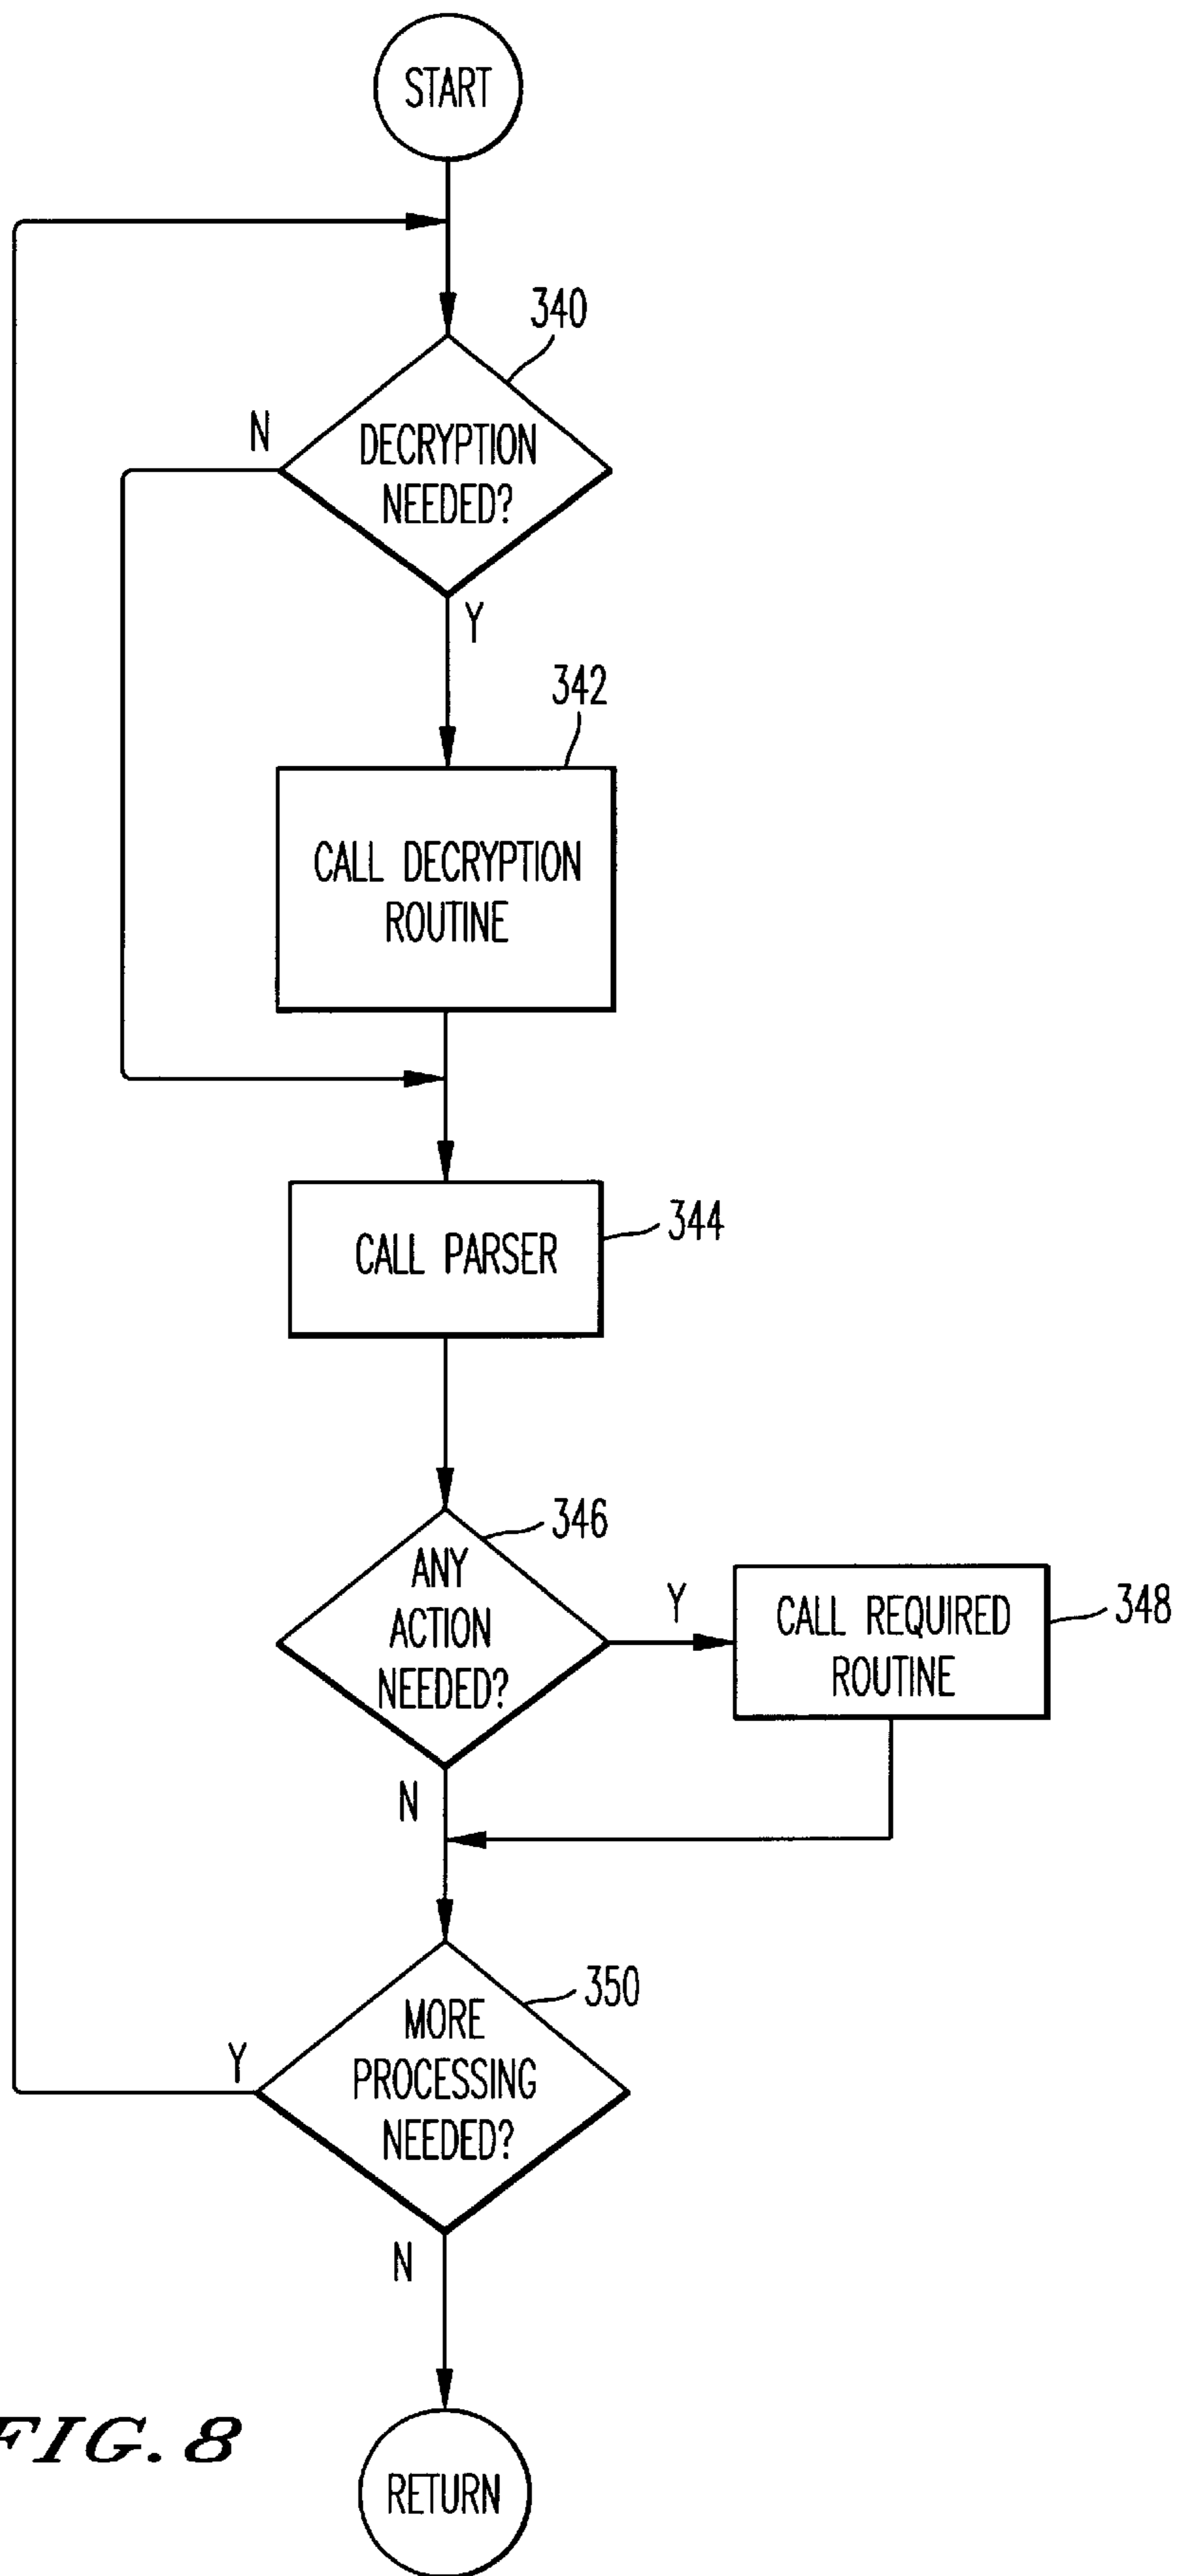 START
340
N
DECRYPTION
NEEDED?
Y
342
CALL DECRYPTION
ROUTINE
CALL PARSER
344
346
ANY
ACTION
NEEDED?
Y
CALL REQUIRED
ROUTINE
348
N
350
MORE
PROCESSING
NEEDED?
Y
N
FIG. 8
RETURN